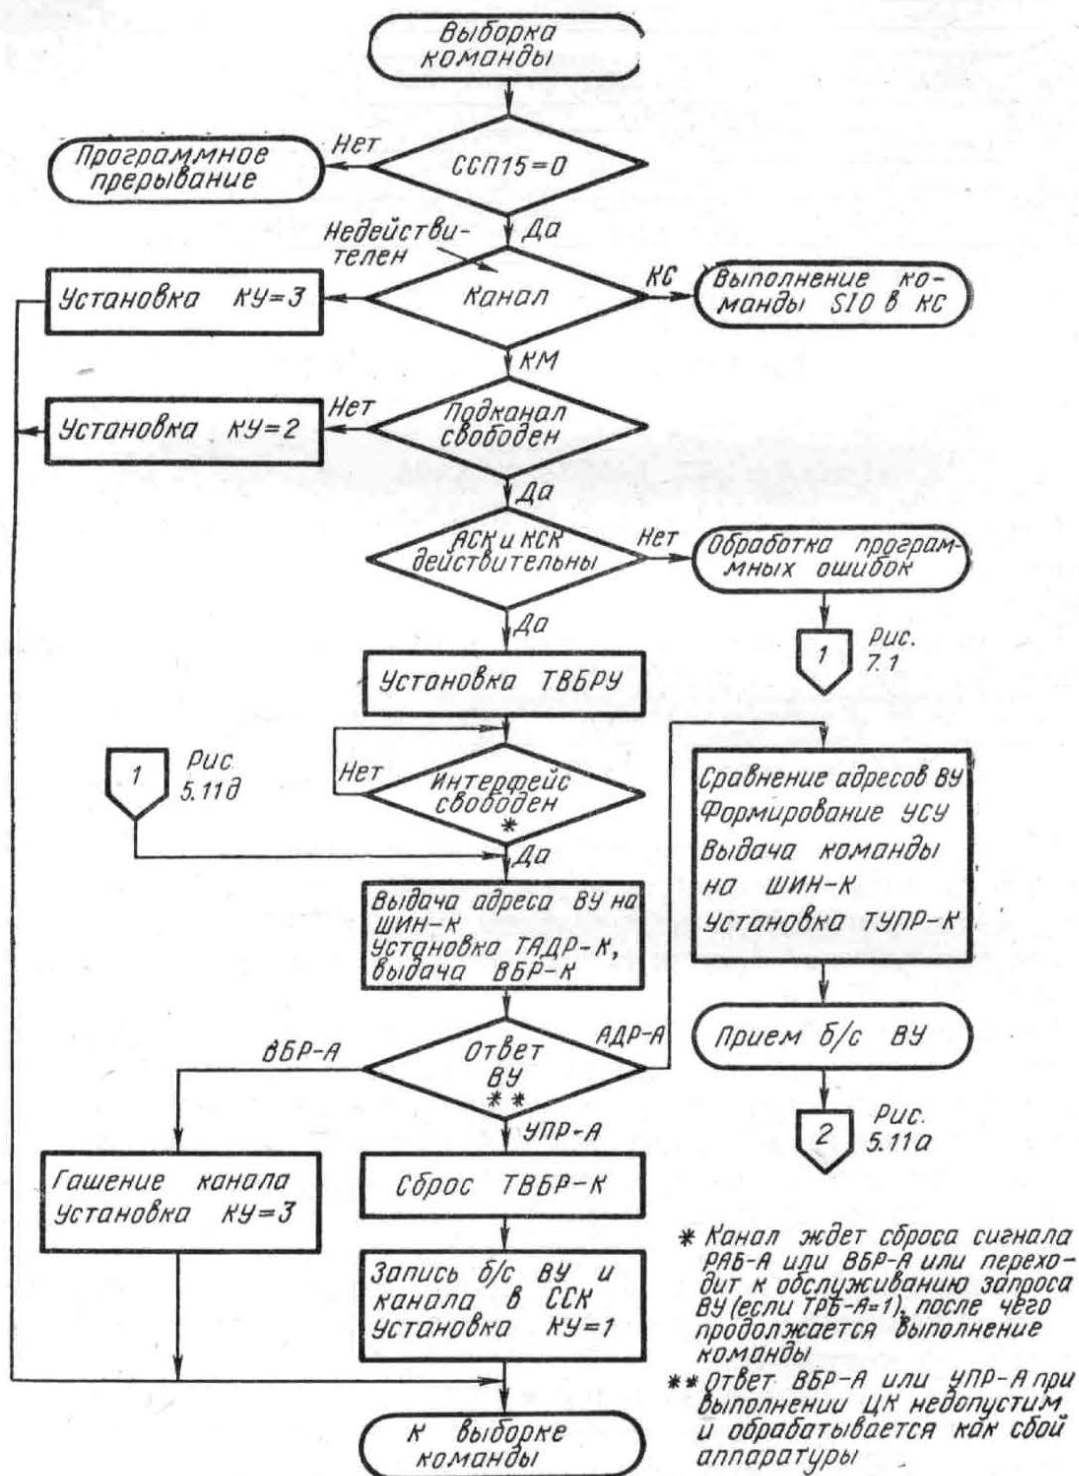 Выборка
команды
Нет
Программное
прерывание
ССП15=0
Да
Недействи-
телен
Установка КУ=3
Канал
КС
Выполнение ко-
манды SIO в КС
КМ
Нет
Установка КУ=2
Подканал
свободен
Да
АСК и КСК
действительны
Нет
Обработка програм-
мных ошибок
Да
1
Рис.
7.1
Установка ТВБРУ
1
Рис
5.11д
Нет
Интерфейс
свободен
*
Да
Сравнение адресов ВУ
Формирование УСУ
Выдача команды
на ШИН-К
Установка ТУПР-К
Выдача адреса ВУ на
ШИН-К
Установка ТАДР-К,
выдача ВБР-К
ВБР-А
Ответ
ВУ
**
АДР-А
Прием б/с ВУ
УПР-А
2
Рис.
5.11а
Гашение канала
Установка КУ=3
Сброс ТВБР-К
Запись б/с ВУ и
канала в ССК
Установка КУ=1
К выборке
команды
* Канал ждет сброса сигнала
РАБ-А или ВБР-А или перехо-
дит к обслуживанию запроса
ВУ (если ТРБ-А=1), после чего
продолжается выполнение
команды
** Ответ ВБР-А или УПР-А при
выполнении ЦК недопустим
и обрабатывается как сбой
аппаратуры